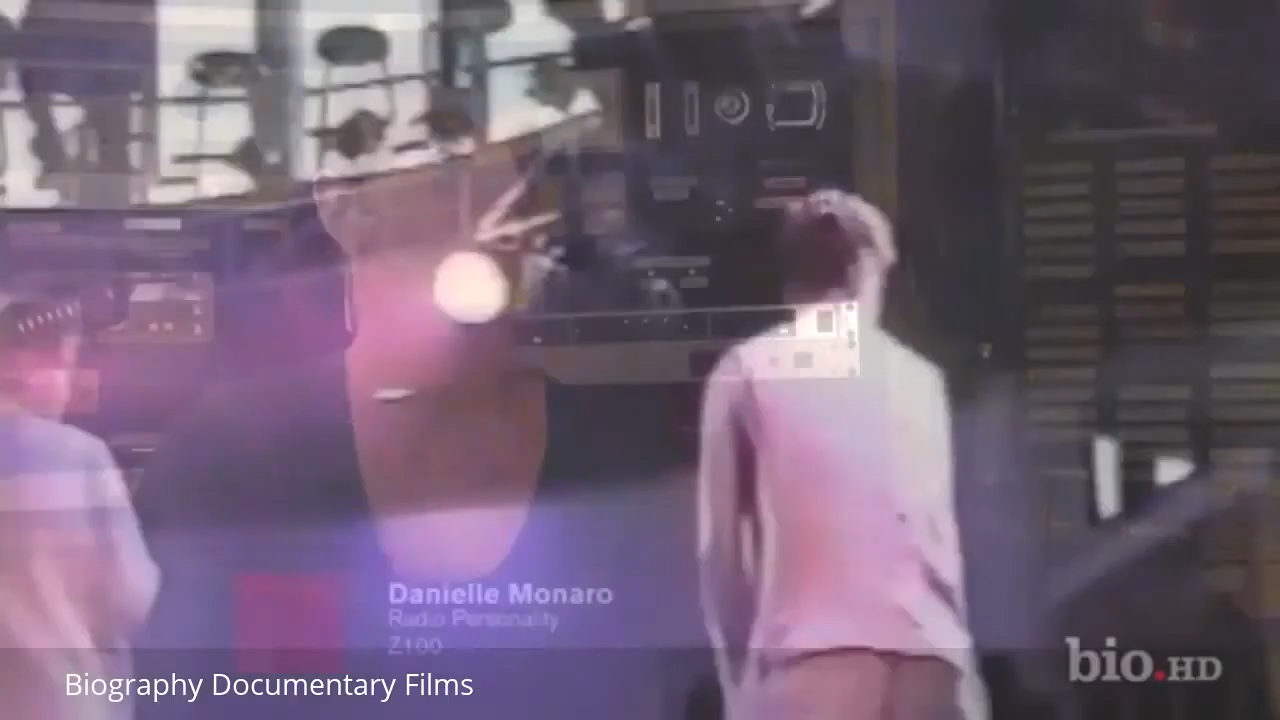 Danielle Monaro
Radio Personality
Z100
Biography Documentary Films
bio.HD